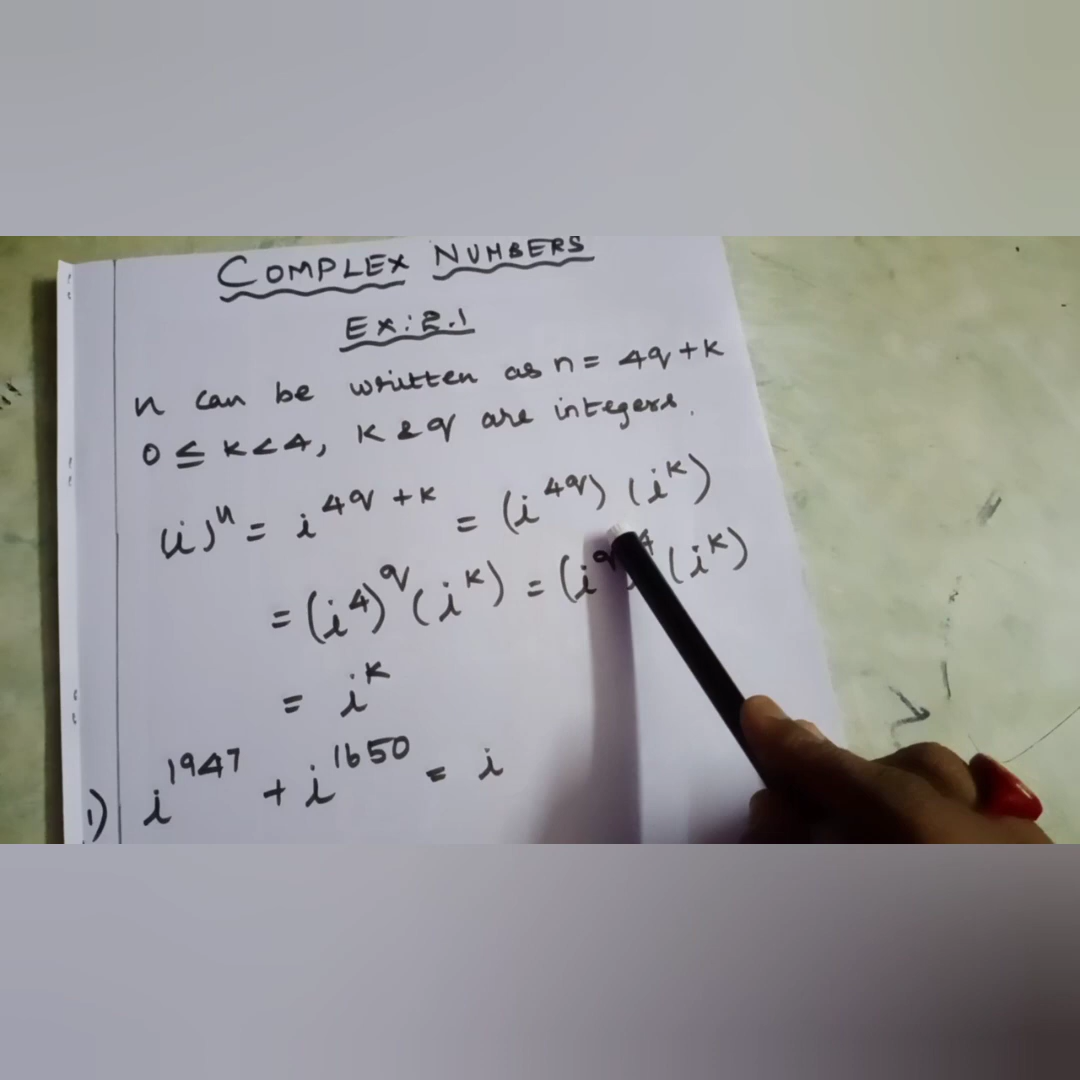 COMPLEX NUMBERS
Ex: 2.1
n can be written as n = 4q + k
0 ≤ k < 4, k & q are integers.
(i)ⁿ = i^(4q + k) = (i^(4q)) (i^k)
= (i^4)^q (i^k) = (i^q)^4 (i^k)
= i^k
1) i^1947 + i^1650 = i